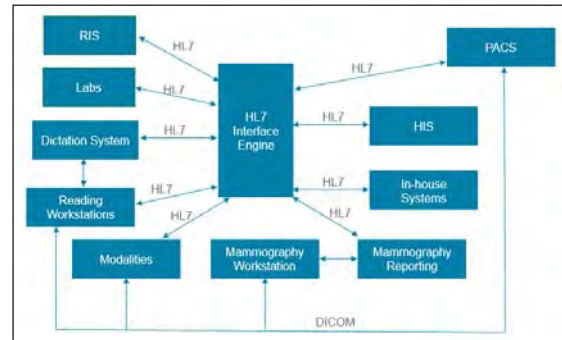 RIS
HL7
PACS
HL7
Labs
HL7
HL7
Interface
Engine
Dictation System
HL7
HL7
HIS
Reading
Workstations
HL7
HL7
In-house
Systems
HL7
HL7
Modalities
Mammography
Workstation
Mammography
Reporting
DICOM